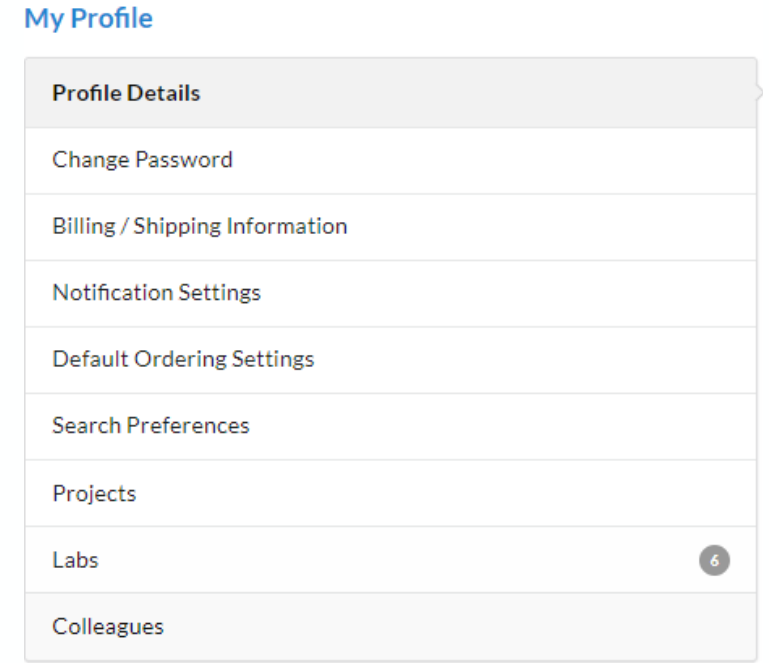 My Profile
Profile Details
Change Password
Billing / Shipping Information
Notification Settings
Default Ordering Settings
Search Preferences
Projects
Labs 6
Colleagues